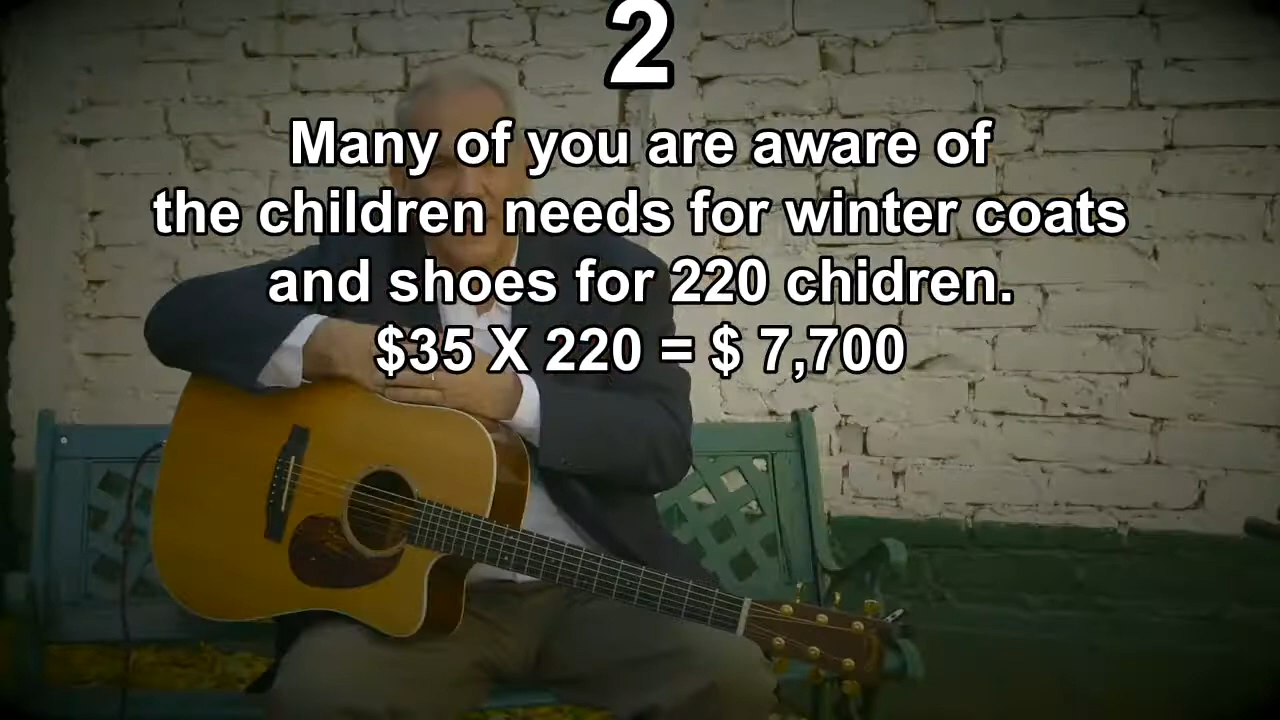 2
Many of you are aware of
the children needs for winter coats
and shoes for 220 chidren.
$35 X 220 = $ 7,700